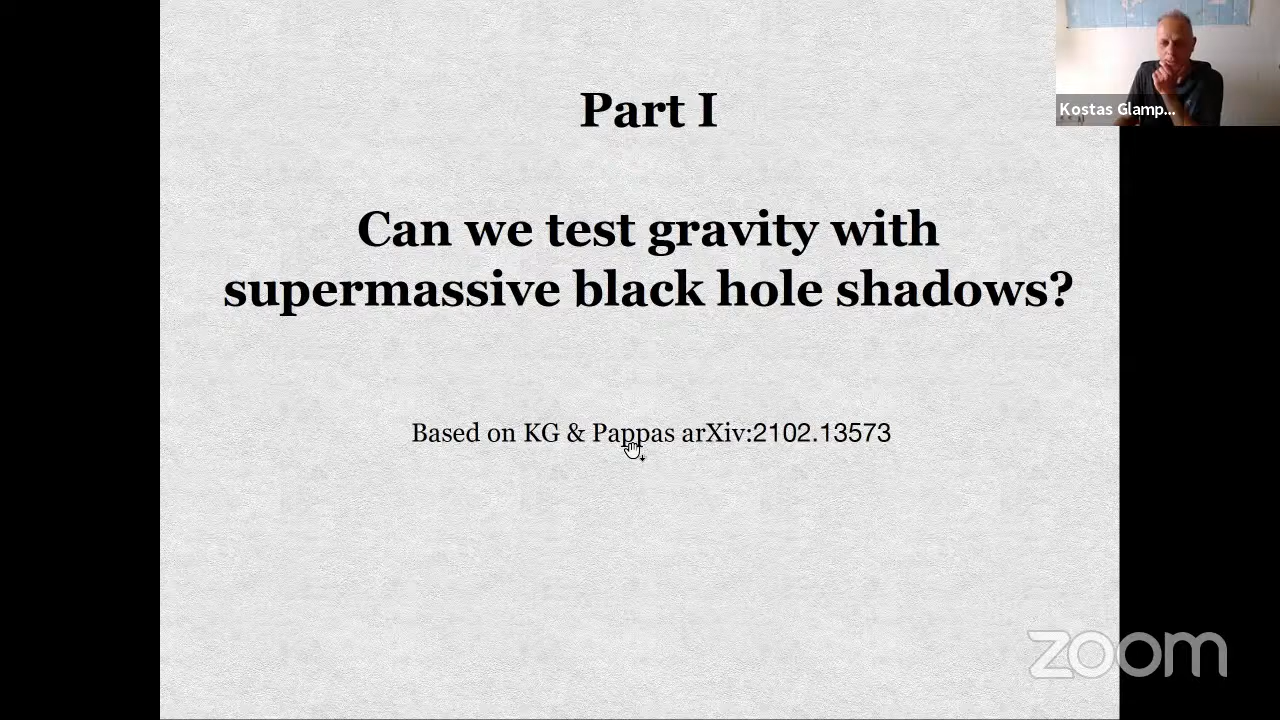 Part I
Can we test gravity with
supermassive black hole shadows?
Based on KG & Pappas arXiv:2102.13573
Kostas Glamp...
zoom